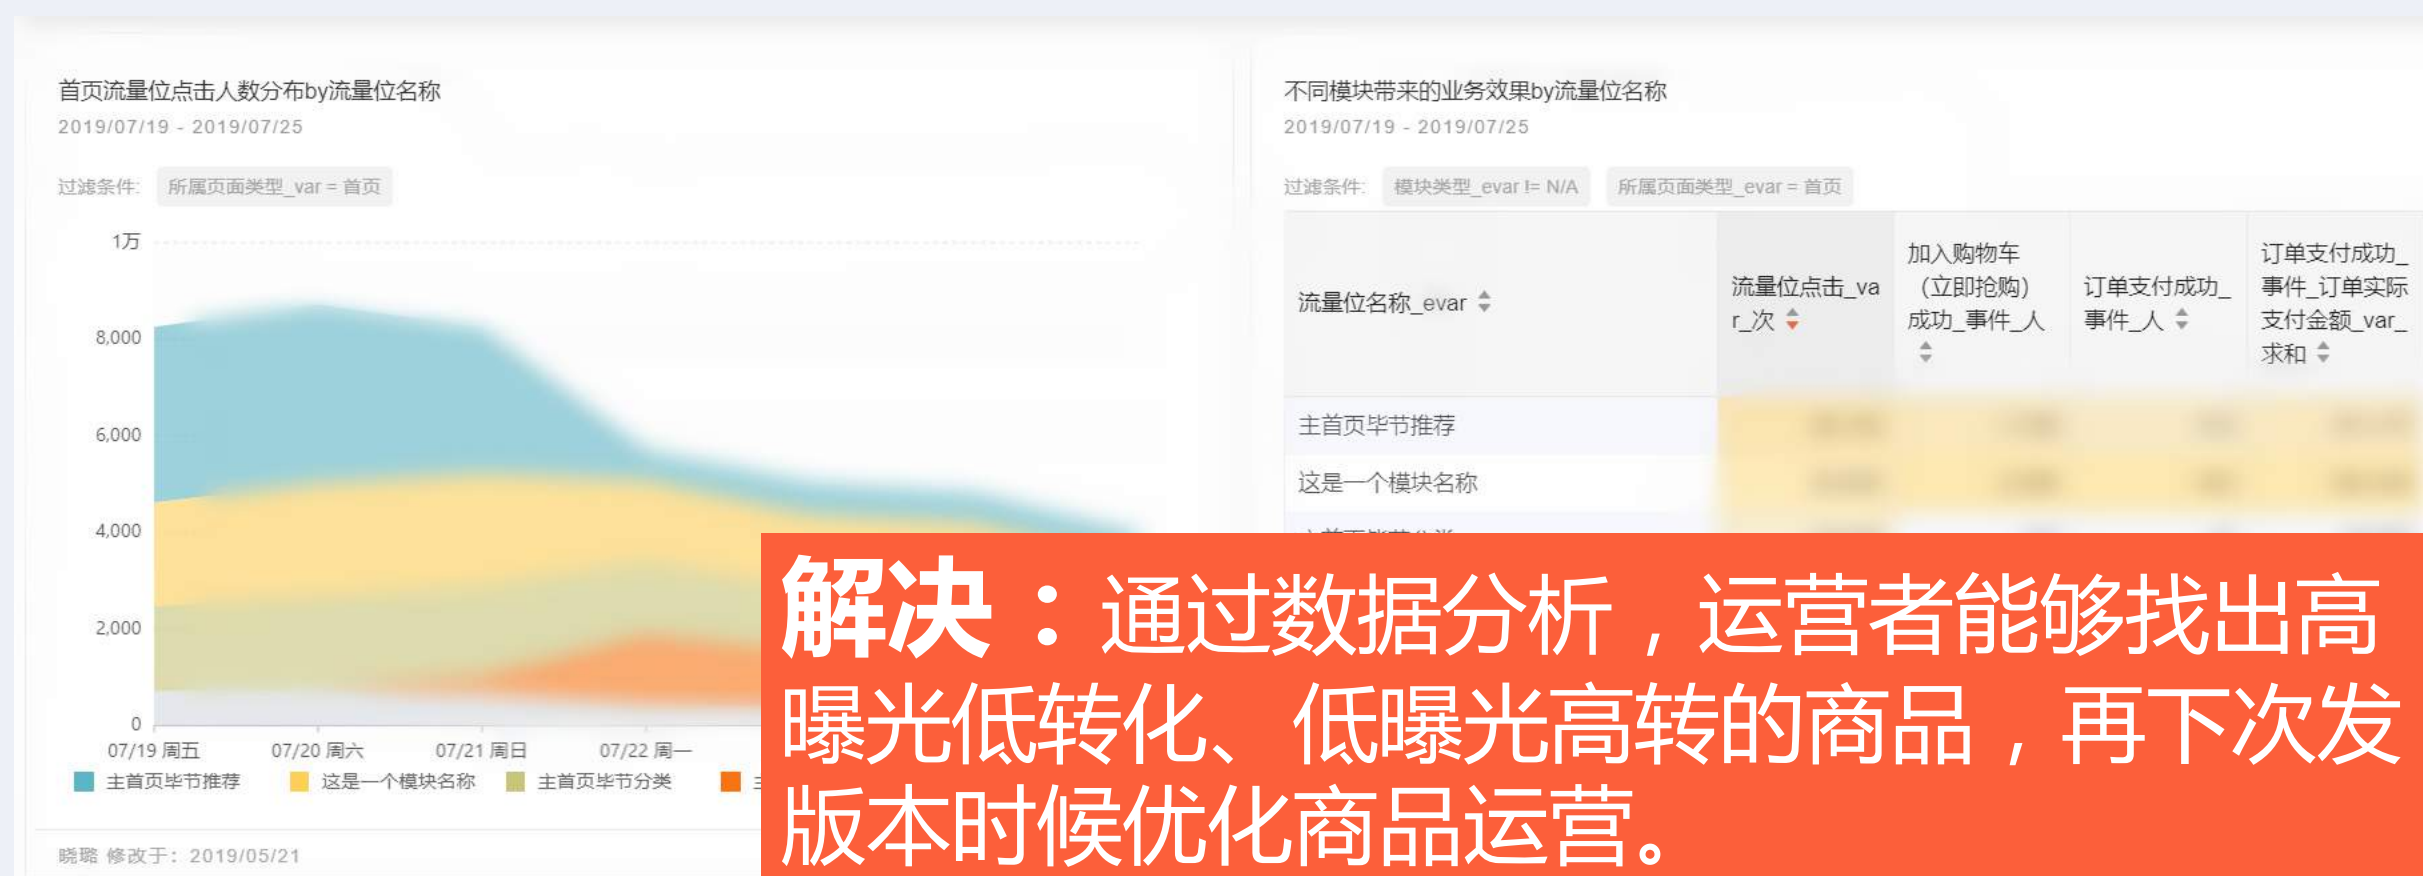 首页流量位点击人数分布by流量位名称
2019/07/19 - 2019/07/25
过滤条件: 所属页面类型_var = 首页
1万
8,000
6,000
4,000
2,000
0
07/19 周五 07/20 周六 07/21 周日 07/22 周一
主首页毕节推荐 这是一个模块名称 主首页毕节分类
晓璐 修改于：2019/05/21
不同模块带来的业务效果by流量位名称
2019/07/19 - 2019/07/25
过滤条件: 模块类型_evar != N/A 所属页面类型_evar = 首页
流量位名称_evar
流量位点击_va
r_次
加入购物车
（立即抢购）
成功_事件_人
订单支付成功_
事件_人
订单支付成功_
事件_订单实际
支付金额_var_
求和
主首页毕节推荐
这是一个模块名称
解决：通过数据分析，运营者能够找出高
曝光低转化、低曝光高转的商品，再下次发
版本时候优化商品运营。